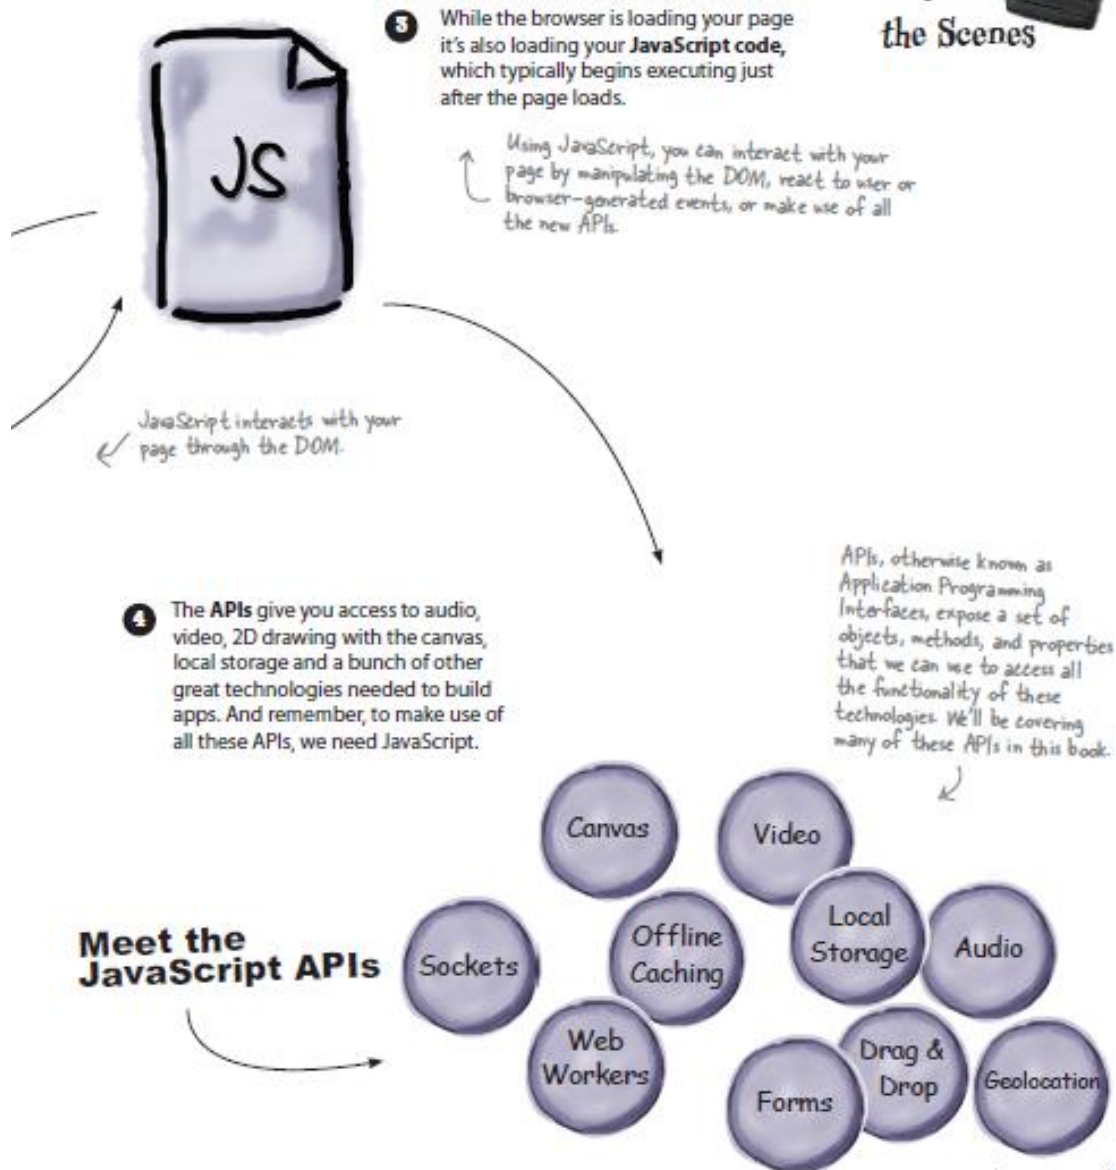 the Scenes
3
While the browser is loading your page
it's also loading your JavaScript code,
which typically begins executing just
after the page loads.
Using JavaScript, you can interact with your
page by manipulating the DOM, react to user or
browser-generated events, or make use of all
the new APIs.
JS
JavaScript interacts with your
page through the DOM.
APIs, otherwise known as
Application Programming
Interfaces, expose a set of
objects, methods, and properties
that we can use to access all
the functionality of these
technologies. We'll be covering
many of these APIs in this book.
4
The APIs give you access to audio,
video, 2D drawing with the canvas,
local storage and a bunch of other
great technologies needed to build
apps. And remember, to make use of
all these APIs, we need JavaScript.
Meet the
JavaScript APIs
Canvas
Video
Sockets
Offline
Caching
Local
Storage
Audio
Web
Workers
Forms
Drag &
Drop
Geolocation